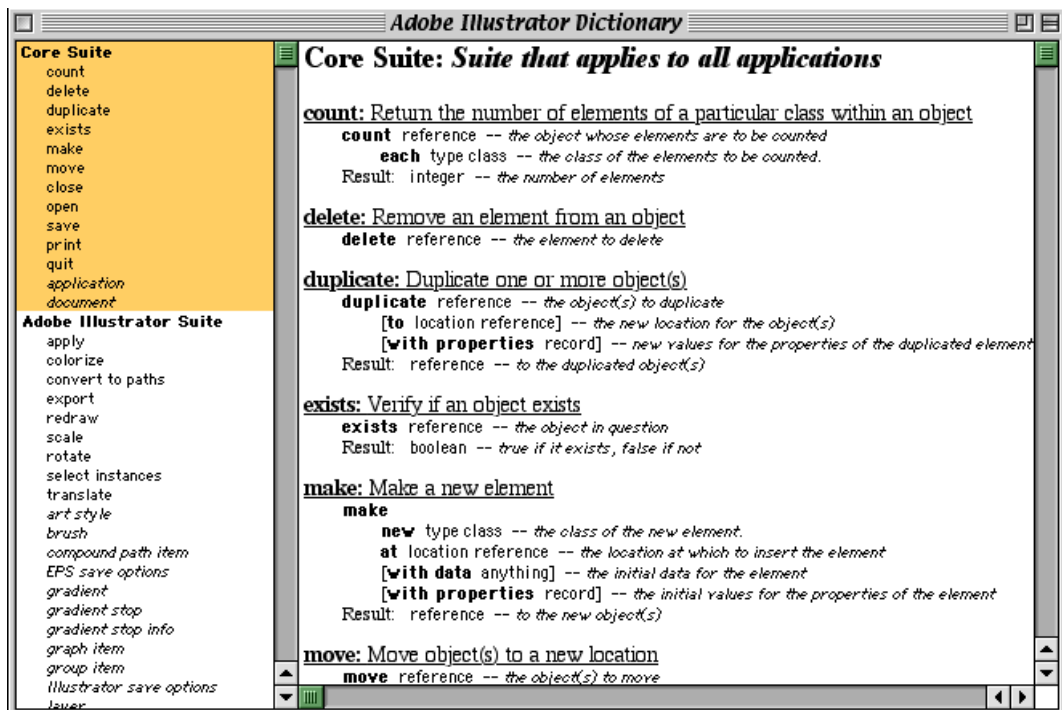 Adobe Illustrator Dictionary
Core Suite
count
delete
duplicate
exists
make
move
close
open
save
print
quit
application
document
Adobe Illustrator Suite
apply
colorize
convert to paths
export
redraw
scale
rotate
select instances
translate
art style
brush
compound path item
EPS save options
gradient
gradient stop
gradient stop info
graph item
group item
Illustrator save options
layer
Core Suite: Suite that applies to all applications
count: Return the number of elements of a particular class within an object
count reference -- the object whose elements are to be counted
each type class -- the class of the elements to be counted.
Result: integer -- the number of elements
delete: Remove an element from an object
delete reference -- the element to delete
duplicate: Duplicate one or more object(s)
duplicate reference -- the object(s) to duplicate
[to location reference] -- the new location for the object(s)
[with properties record] -- new values for the properties of the duplicated element
Result: reference -- to the duplicated object(s)
exists: Verify if an object exists
exists reference -- the object in question
Result: boolean -- true if it exists, false if not
make: Make a new element
make
new type class -- the class of the new element.
at location reference -- the location at which to insert the element
[with data anything] -- the initial data for the element
[with properties record] -- the initial values for the properties of the element
Result: reference -- to the new object(s)
move: Move object(s) to a new location
move reference -- the object(s) to move